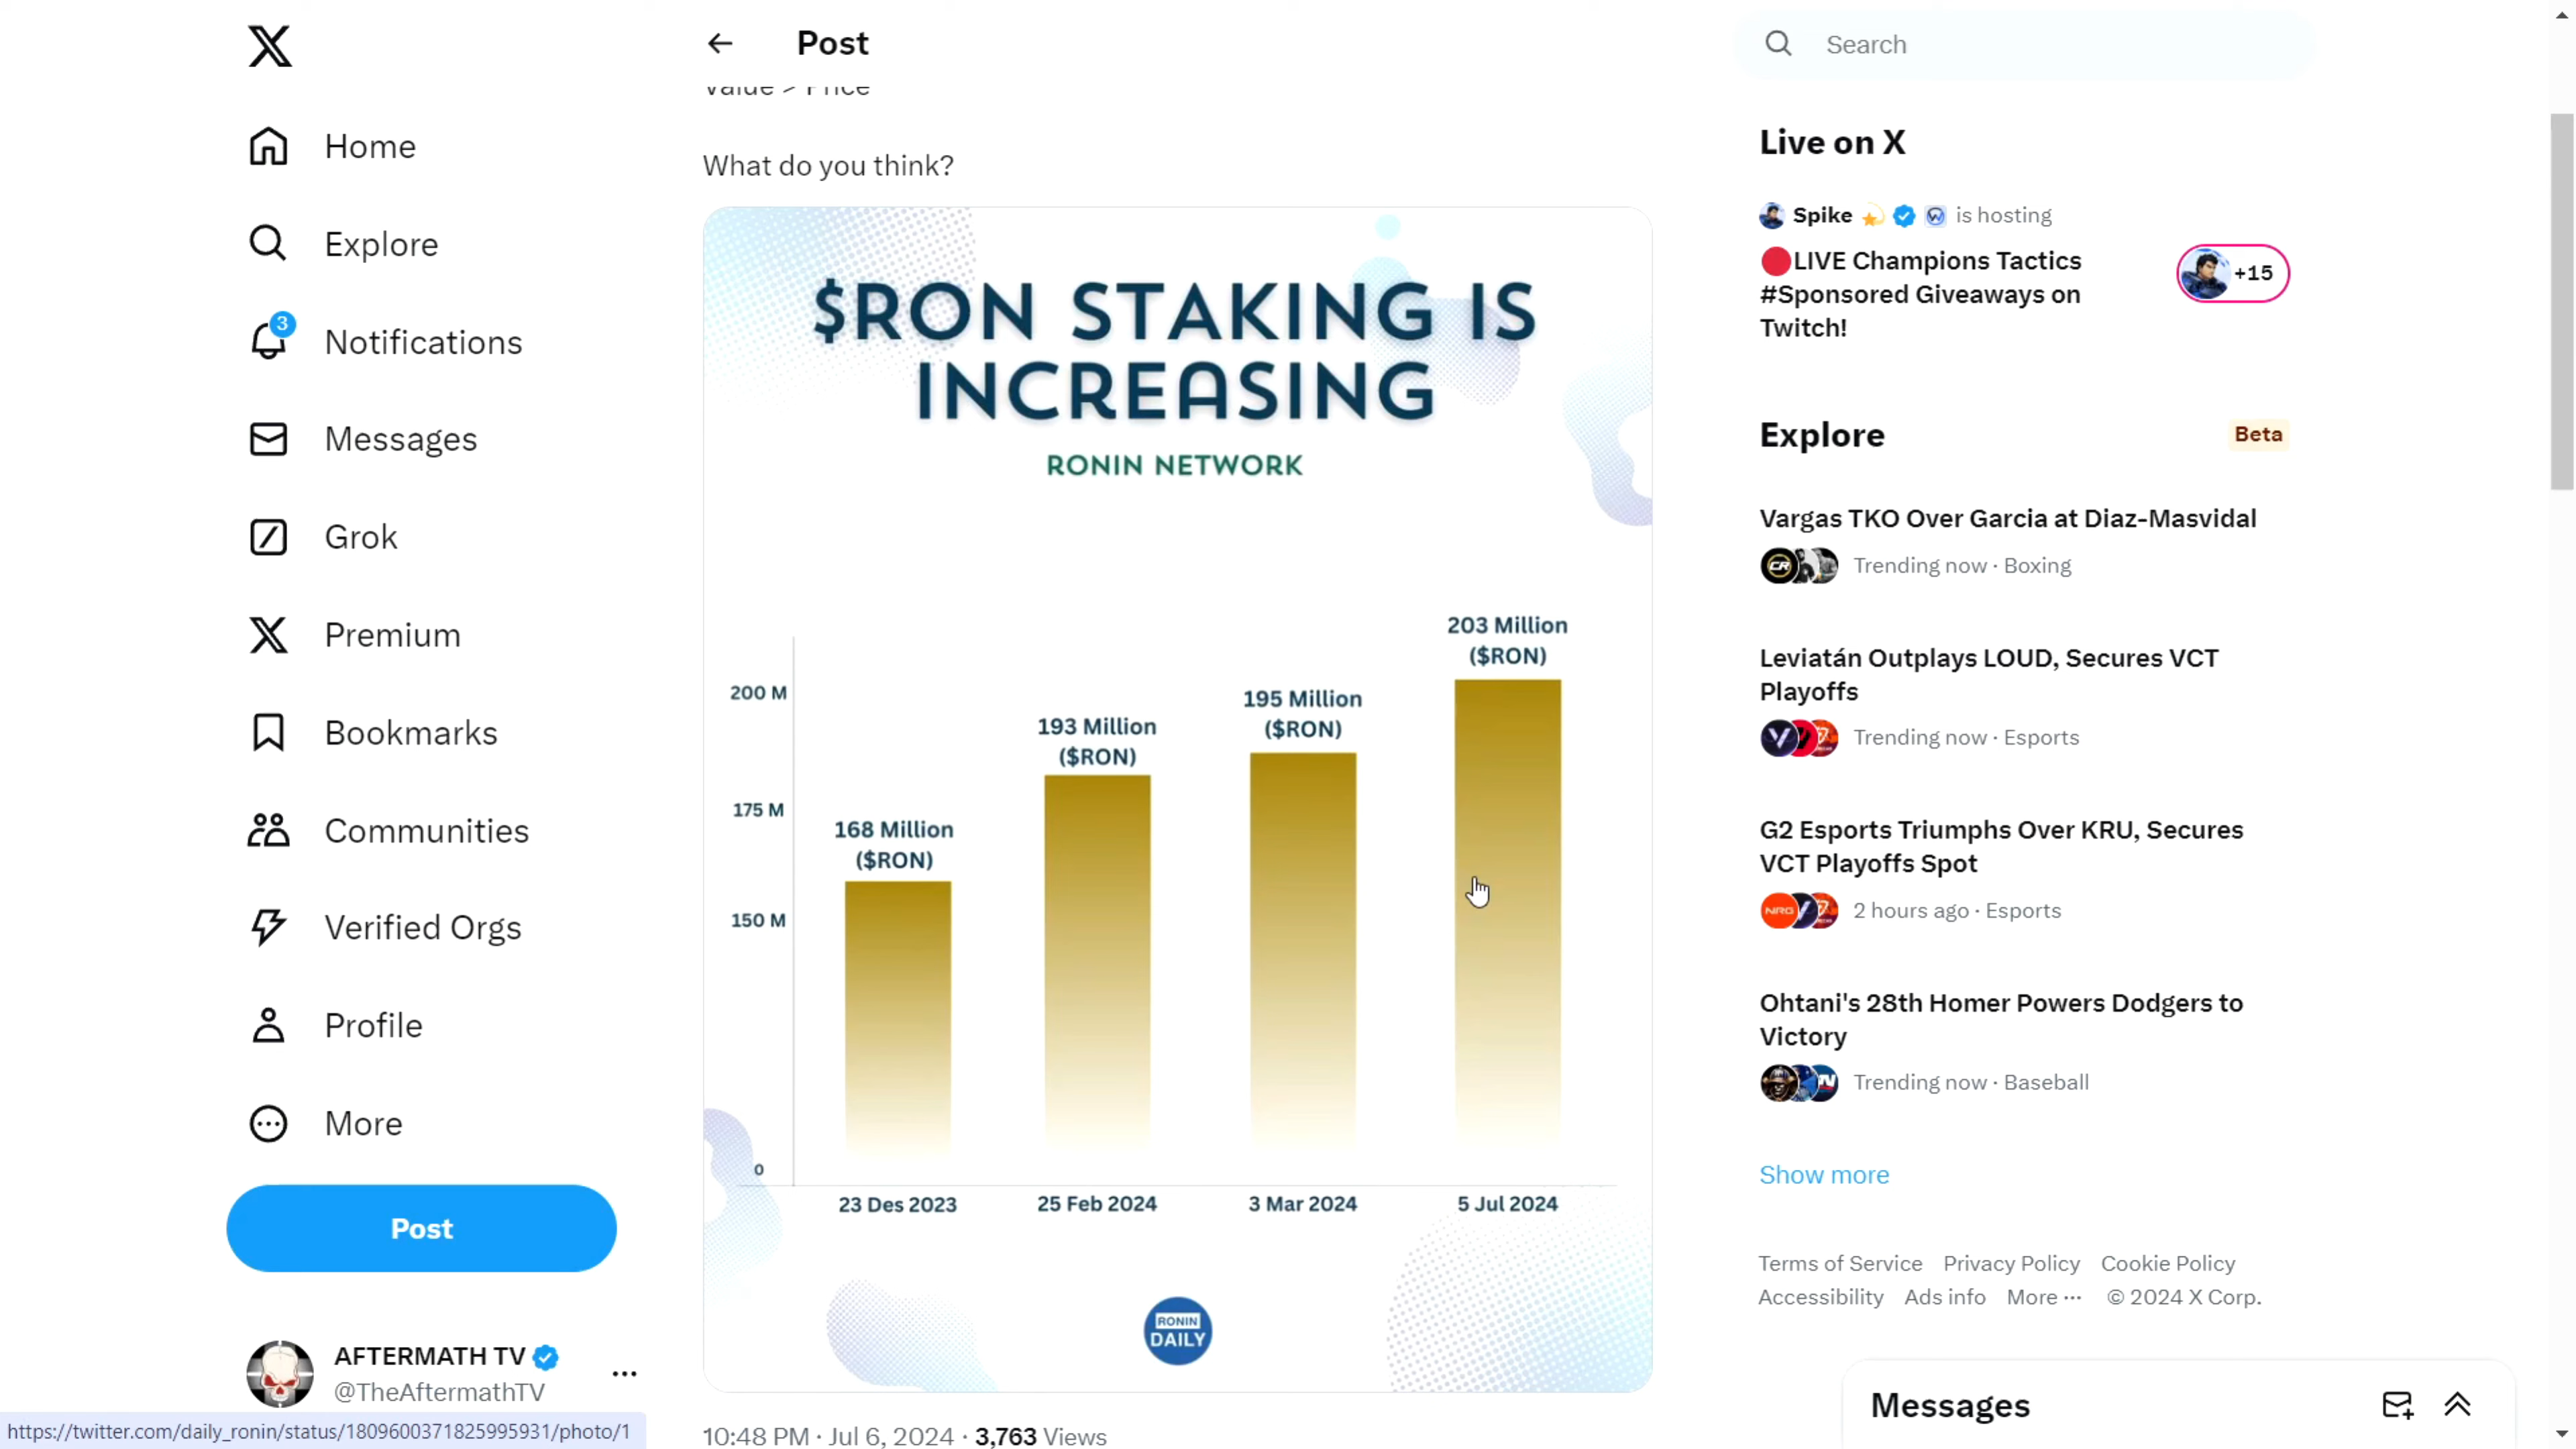 Home
Explore
3
Notifications
Messages
Grok
Premium
Bookmarks
Communities
Verified Orgs
Profile
More
Post
AFTERMATH TV
@TheAftermathTV
https://twitter.com/daily_ronin/status/1809600371825995931/photo/1
Post
Value > Price
What do you think?
$RON STAKING IS
INCREASING
RONIN NETWORK
200 M
175 M
150 M
0
168 Million
($RON)
193 Million
($RON)
195 Million
($RON)
203 Million
($RON)
23 Des 2023
25 Feb 2024
3 Mar 2024
5 Jul 2024
RONIN
DAILY
10:48 PM · Jul 6, 2024 · 3,763 Views
Search
Live on X
Spike is hosting
LIVE Champions Tactics
#Sponsored Giveaways on
Twitch!
+15
Explore
Beta
Vargas TKO Over Garcia at Diaz-Masvidal
CR
Trending now · Boxing
Leviatán Outplays LOUD, Secures VCT
Playoffs
Trending now · Esports
G2 Esports Triumphs Over KRU, Secures
VCT Playoffs Spot
NRG
2 hours ago · Esports
Ohtani's 28th Homer Powers Dodgers to
Victory
Trending now · Baseball
Show more
Terms of Service Privacy Policy Cookie Policy
Accessibility Ads info More ··· © 2024 X Corp.
Messages